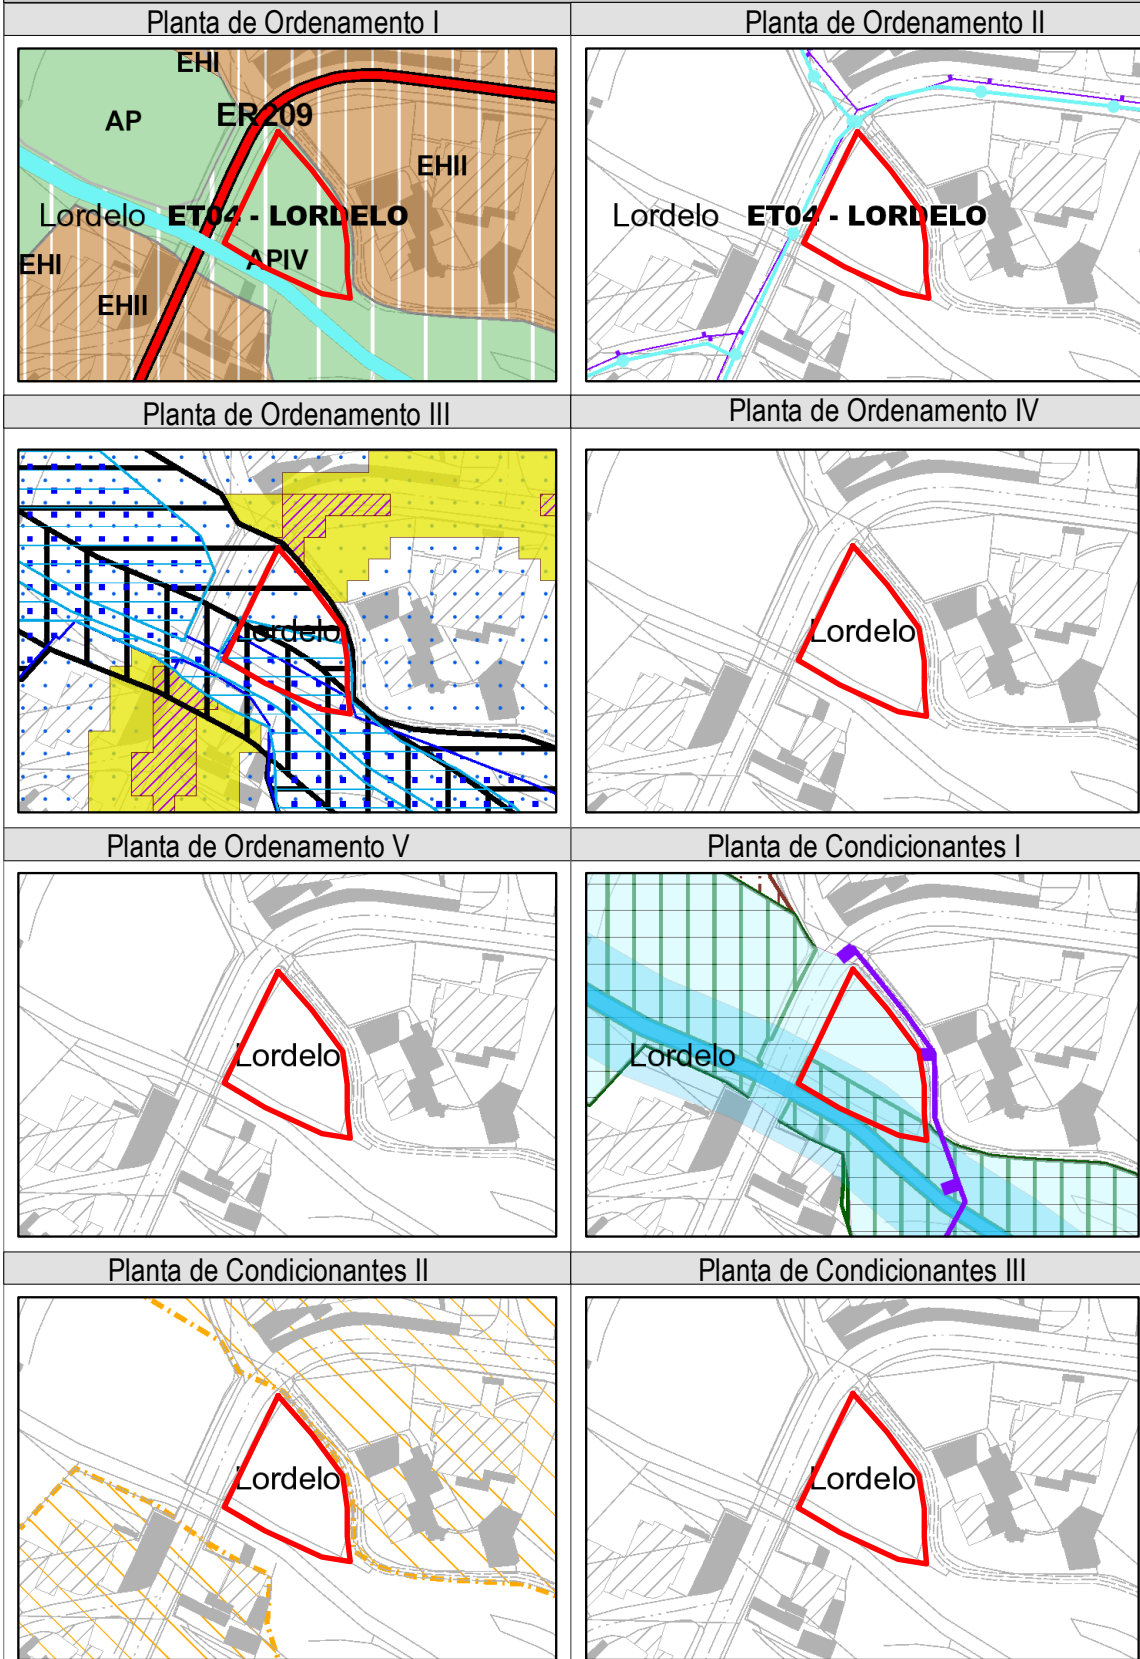 Planta de Ordenamento I
Planta de Ordenamento II
EHI
AP
ER209
EHII
Lordelo
ET04 - LORDELO
APIV
EHI
EHII
Lordelo
ET04 - LORDELO
Planta de Ordenamento III
Planta de Ordenamento IV
Lordelo
Lordelo
Planta de Ordenamento V
Planta de Condicionantes I
Lordelo
Lordelo
Planta de Condicionantes II
Planta de Condicionantes III
Lordelo
Lordelo